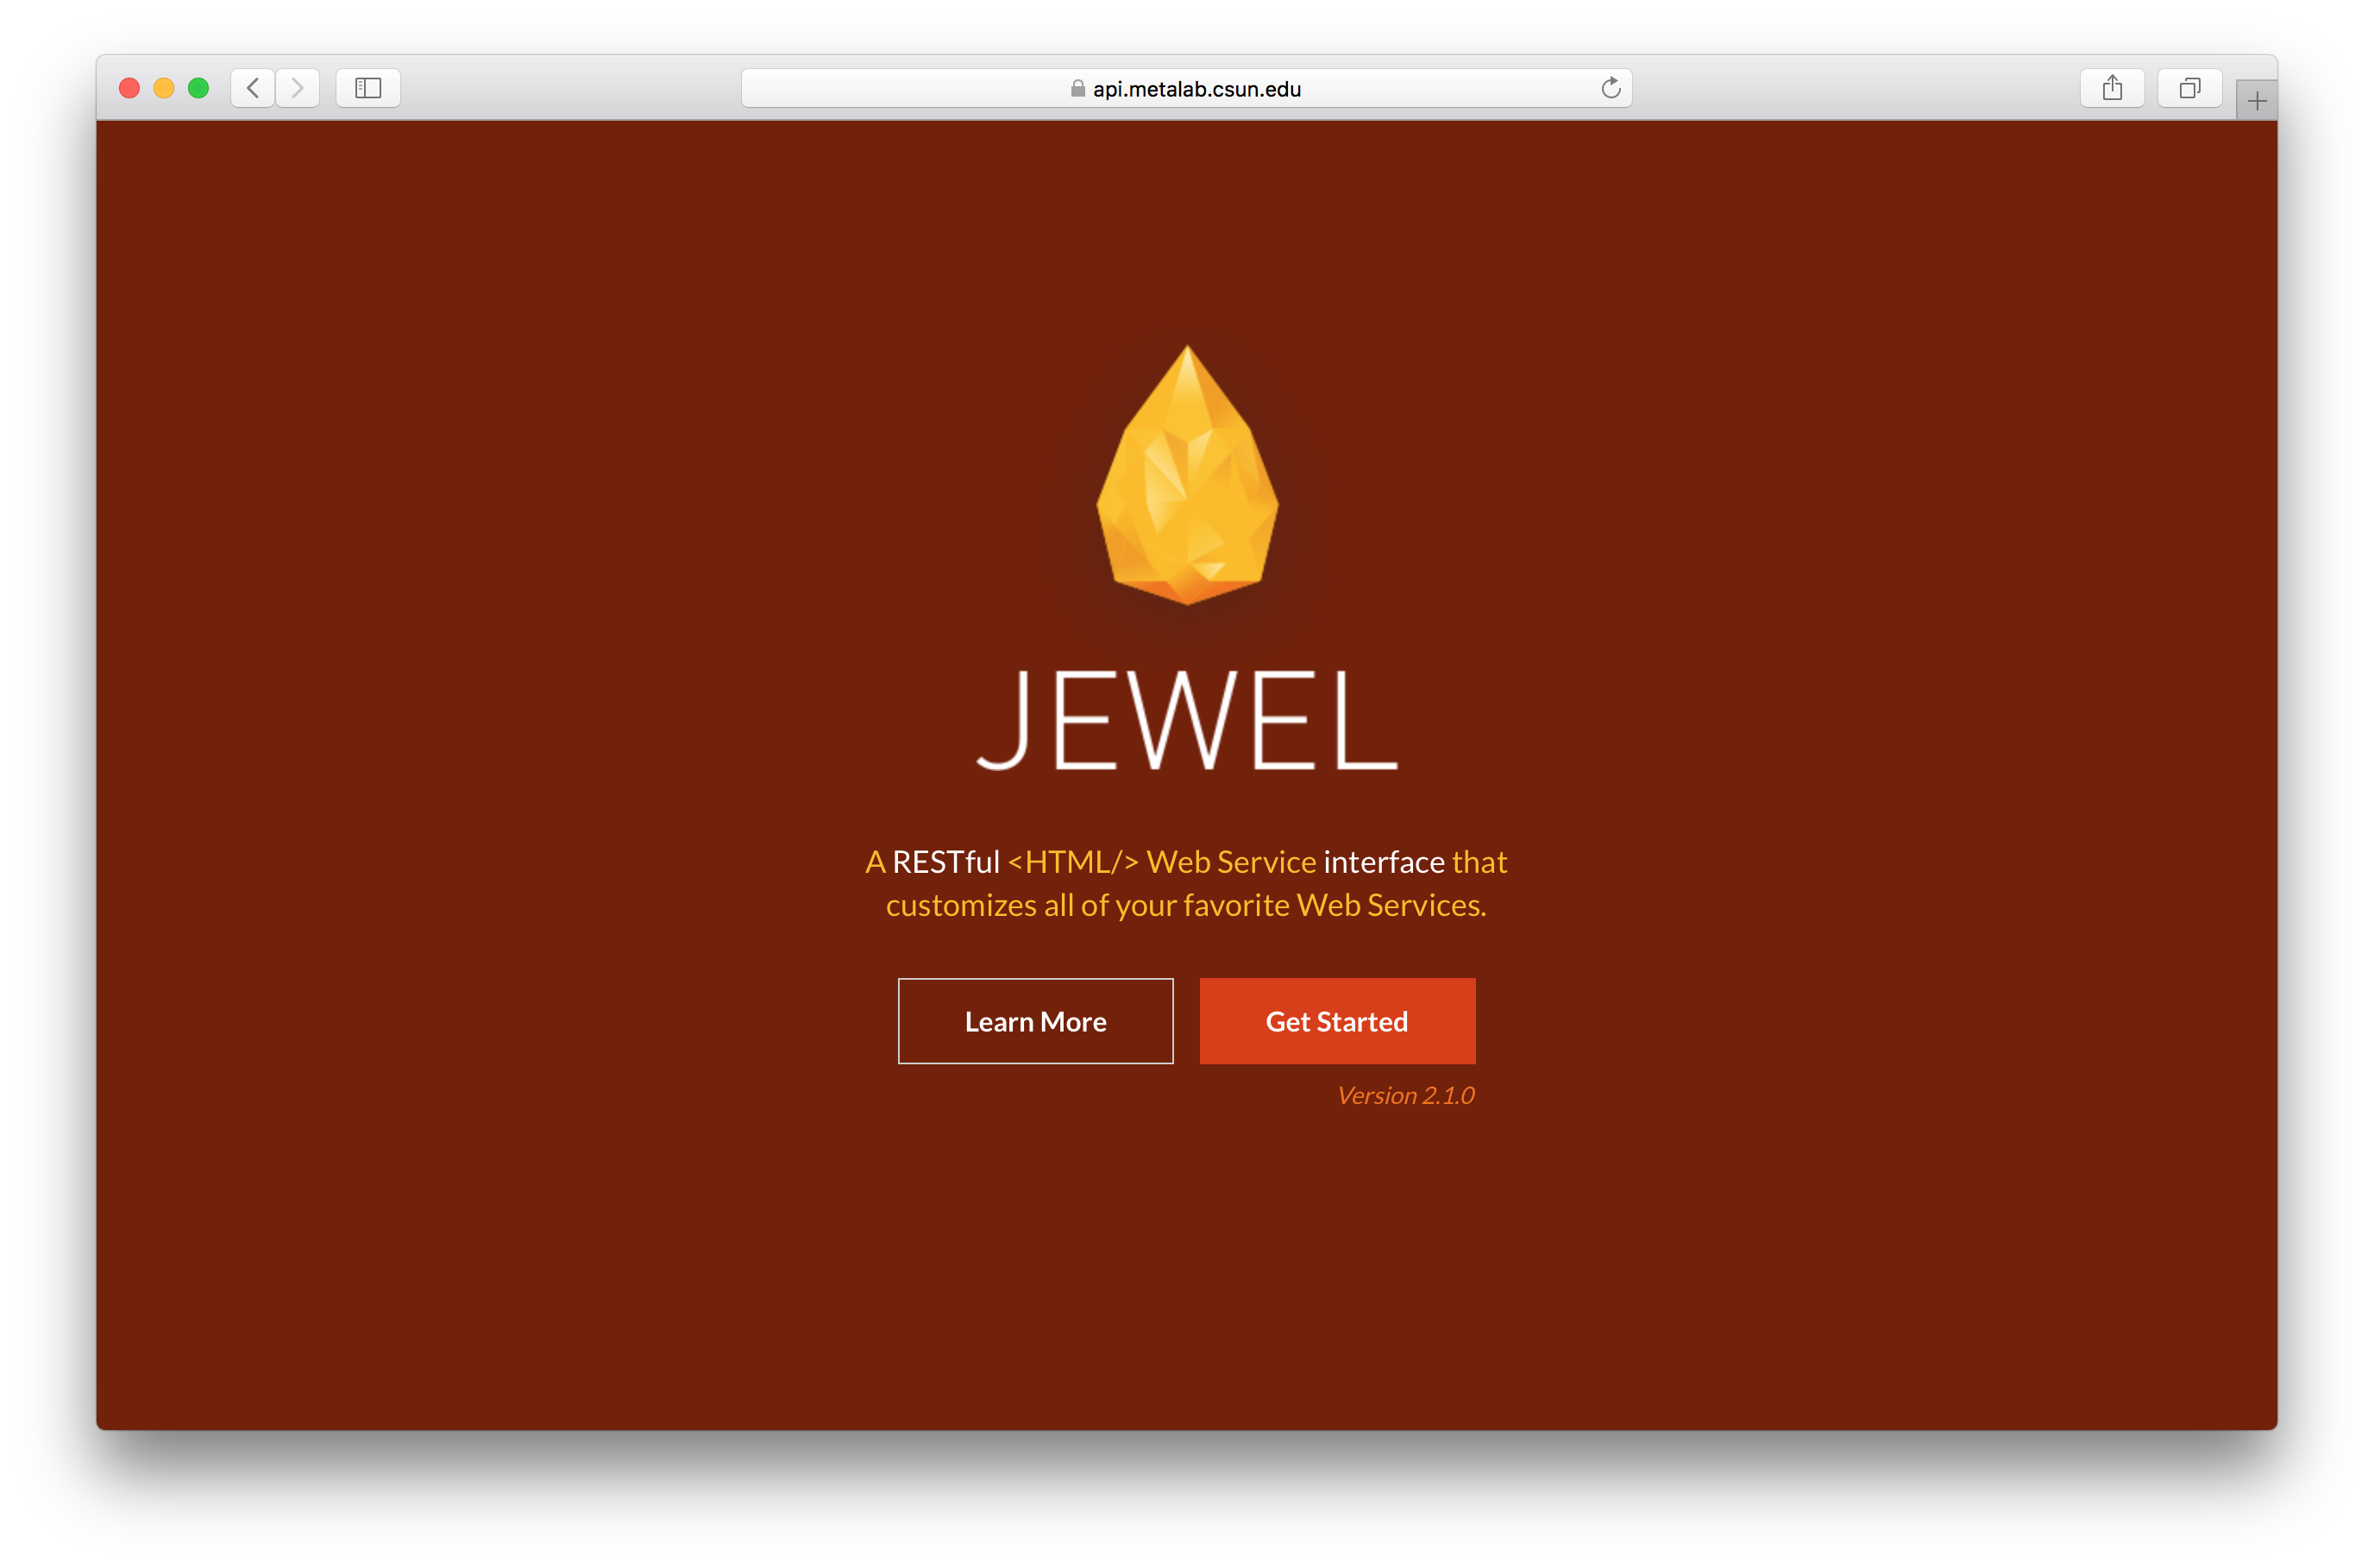 api.metalab.csun.edu
JEWEL
A RESTful <HTML/> Web Service interface that
customizes all of your favorite Web Services.
Learn More
Get Started
Version 2.1.0